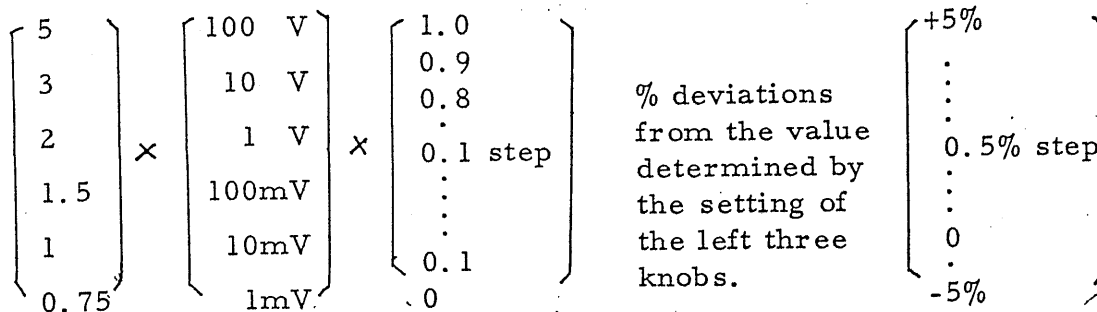 5
3
2
1.5
1
0.75
×
100 V
10 V
1 V
100mV
10mV
1mV
×
1.0
0.9
0.8
0.1 step
0.1
0
% deviations
from the value
determined by
the setting of
the left three
knobs.
+5%
0.5% step
0
-5%